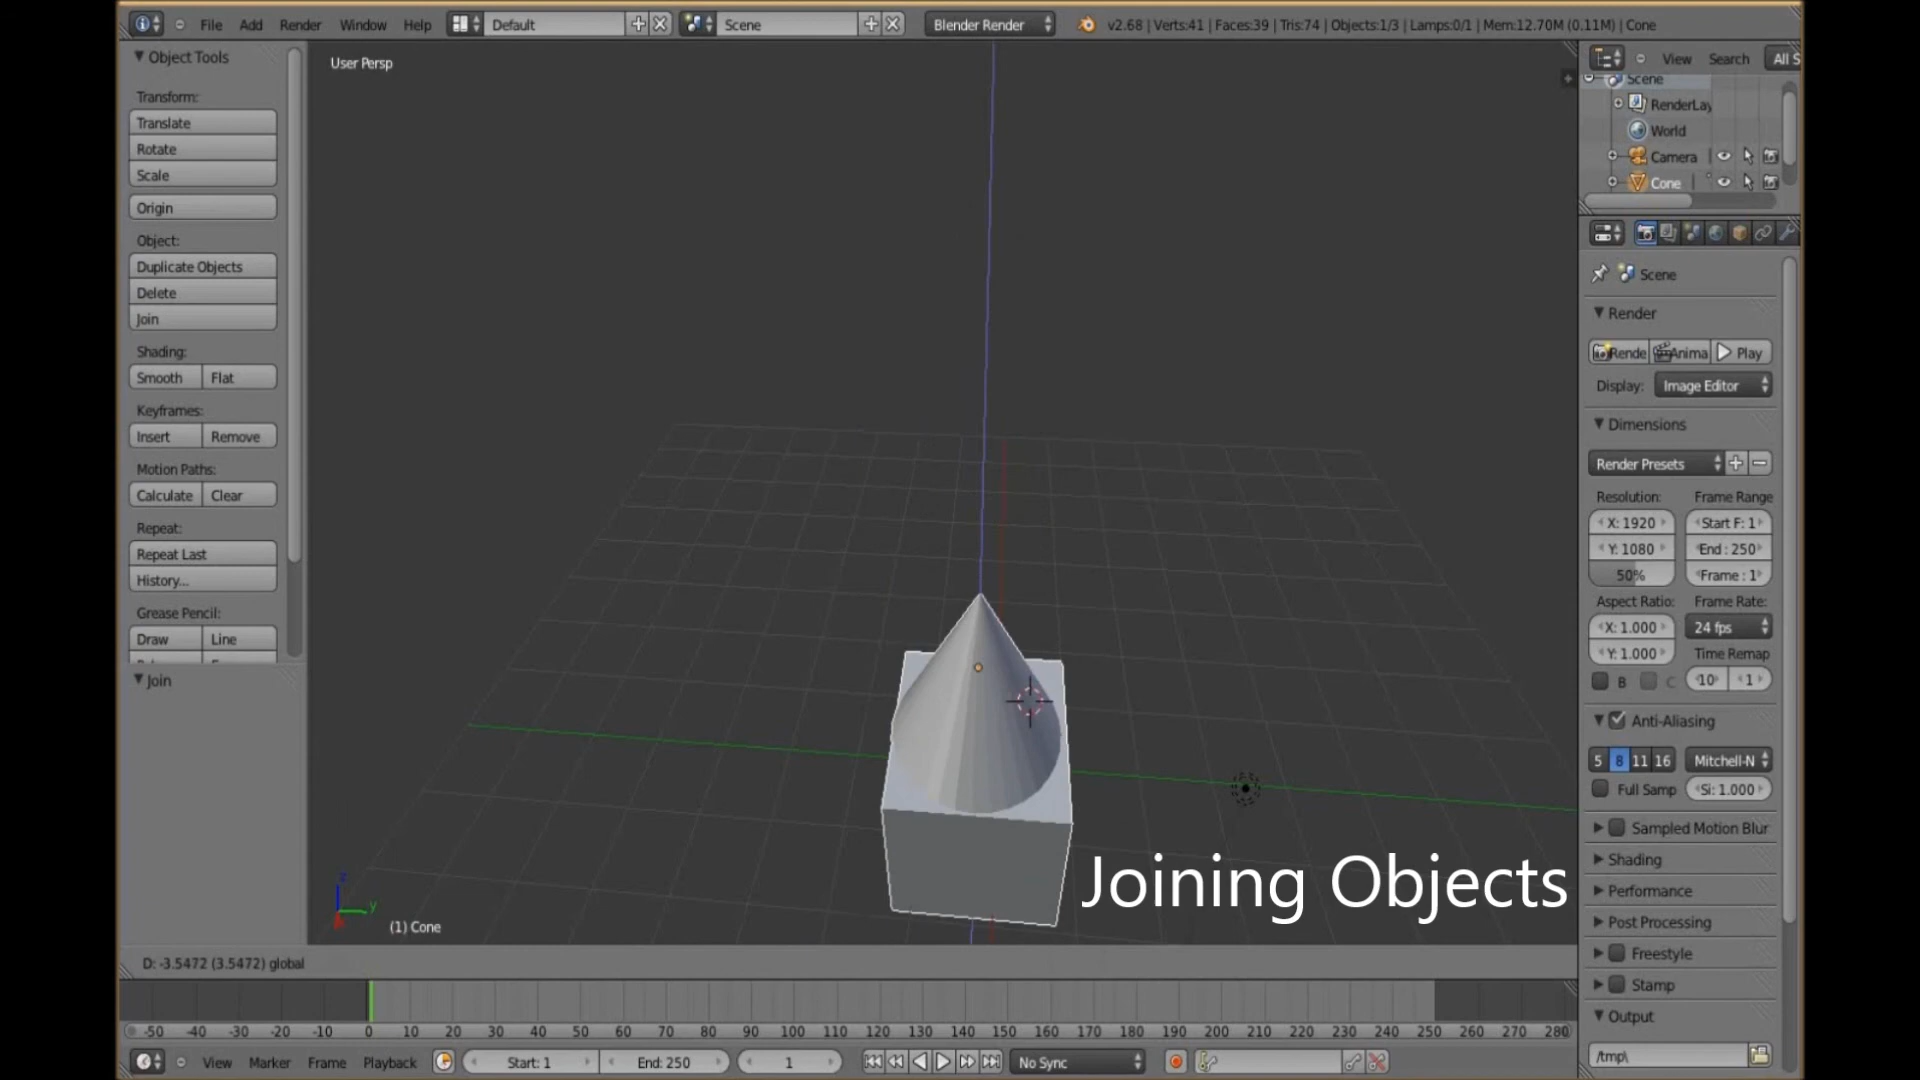 File Add Render Window Help Default Scene Blender Render v2.68 | Verts:41 | Faces:39 | Tris:74 | Objects:1/3 | Lamps:0/1 | Mem:12.70M (0.11M) | Cone
Object Tools
Transform:
Translate
Rotate
Scale
Origin
Object:
Duplicate Objects
Delete
Join
Shading:
Smooth Flat
Keyframes:
Insert Remove
Motion Paths:
Calculate Clear
Repeat:
Repeat Last
History...
Grease Pencil:
Draw Line
Join
User Persp
z
y
(1) Cone
Joining Objects
D: -3.5472 (3.5472) global
View Search All S
Scene
RenderLay
World
Camera
Cone
Scene
Render
Rende Anima Play
Display: Image Editor
Dimensions
Render Presets
Resolution: Frame Range
X: 1920 Start F: 1
Y: 1080 End : 250
50% Frame : 1
Aspect Ratio: Frame Rate:
X: 1.000 24 fps
Y: 1.000 Time Remap
B C 10 1
Anti-Aliasing
5 8 11 16 Mitchell-N
Full Samp Si: 1.000
Sampled Motion Blur
Shading
Performance
Post Processing
Freestyle
Stamp
Output
/tmp\
-50 -40 -30 -20 -10 0 10 20 30 40 50 60 70 80 90 100 110 120 130 140 150 160 170 180 190 200 210 220 230 240 250 260 270 280
View Marker Frame Playback Start: 1 End: 250 1 No Sync